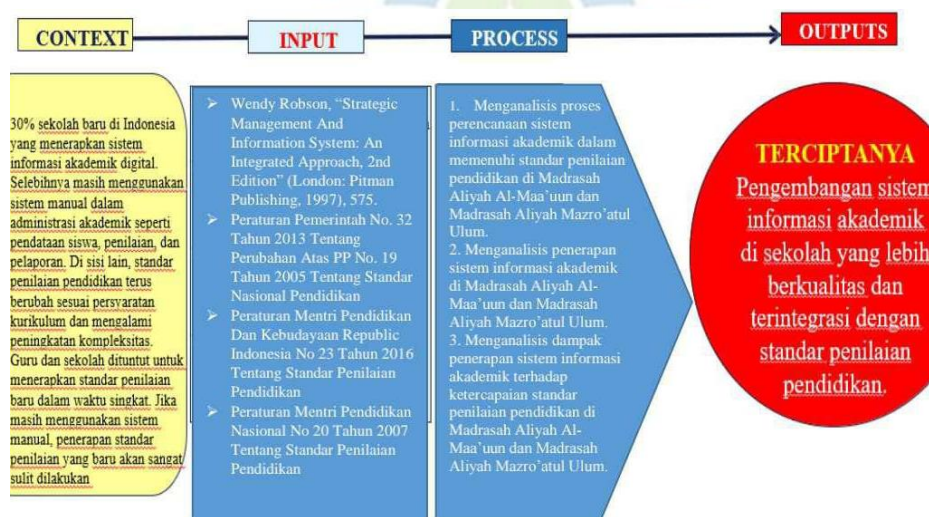 CONTEXT
INPUT
PROCESS
OUTPUTS
30% sekolah baru di Indonesia
yang menerapkan sistem
informasi akademik digital.
Selebihnya masih menggunakan
sistem manual dalam
administrasi akademik seperti
pendataan siswa, penilaian, dan
pelaporan. Di sisi lain, standar
penilaian pendidikan terus
berubah sesuai persyaratan
kurikulum dan mengalami
peningkatan kompleksitas.
Guru dan sekolah dituntut untuk
menerapkan standar penilaian
baru dalam waktu singkat. Jika
masih menggunakan sistem
manual, penerapan standar
penilaian yang baru akan sangat
sulit dilakukan
➢ Wendy Robson, “Strategic
Management And
Information System: An
Integrated Approach, 2nd
Edition” (London: Pitman
Publishing, 1997), 575.
➢ Peraturan Pemerintah No. 32
Tahun 2013 Tentang
Perubahan Atas PP No. 19
Tahun 2005 Tentang Standar
Nasional Pendidikan
➢ Peraturan Mentri Pendidikan
Dan Kebudayaan Republic
Indonesia No 23 Tahun 2016
Tentang Standar Penilaian
Pendidikan
➢ Peraturan Mentri Pendidikan
Nasional No 20 Tahun 2007
Tentang Standar Penilaian
Pendidikan
1. Menganalisis proses
perencanaan sistem
informasi akademik dalam
memenuhi standar penilaian
pendidikan di Madrasah
Aliyah Al-Maa’uun dan
Madrasah Aliyah Mazro’atul
Ulum.
2. Menganalisis penerapan
sistem informasi akademik
di Madrasah Aliyah Al-
Maa’uun dan Madrasah
Aliyah Mazro’atul Ulum.
3. Menganalisis dampak
penerapan sistem informasi
akademik terhadap
ketercapaian standar
penilaian pendidikan di
Madrasah Aliyah Al-
Maa’uun dan Madrasah
Aliyah Mazro’atul Ulum.
TERCIPTANYA
Pengembangan sistem
informasi akademik
di sekolah yang lebih
berkualitas dan
terintegrasi dengan
standar penilaian
pendidikan.